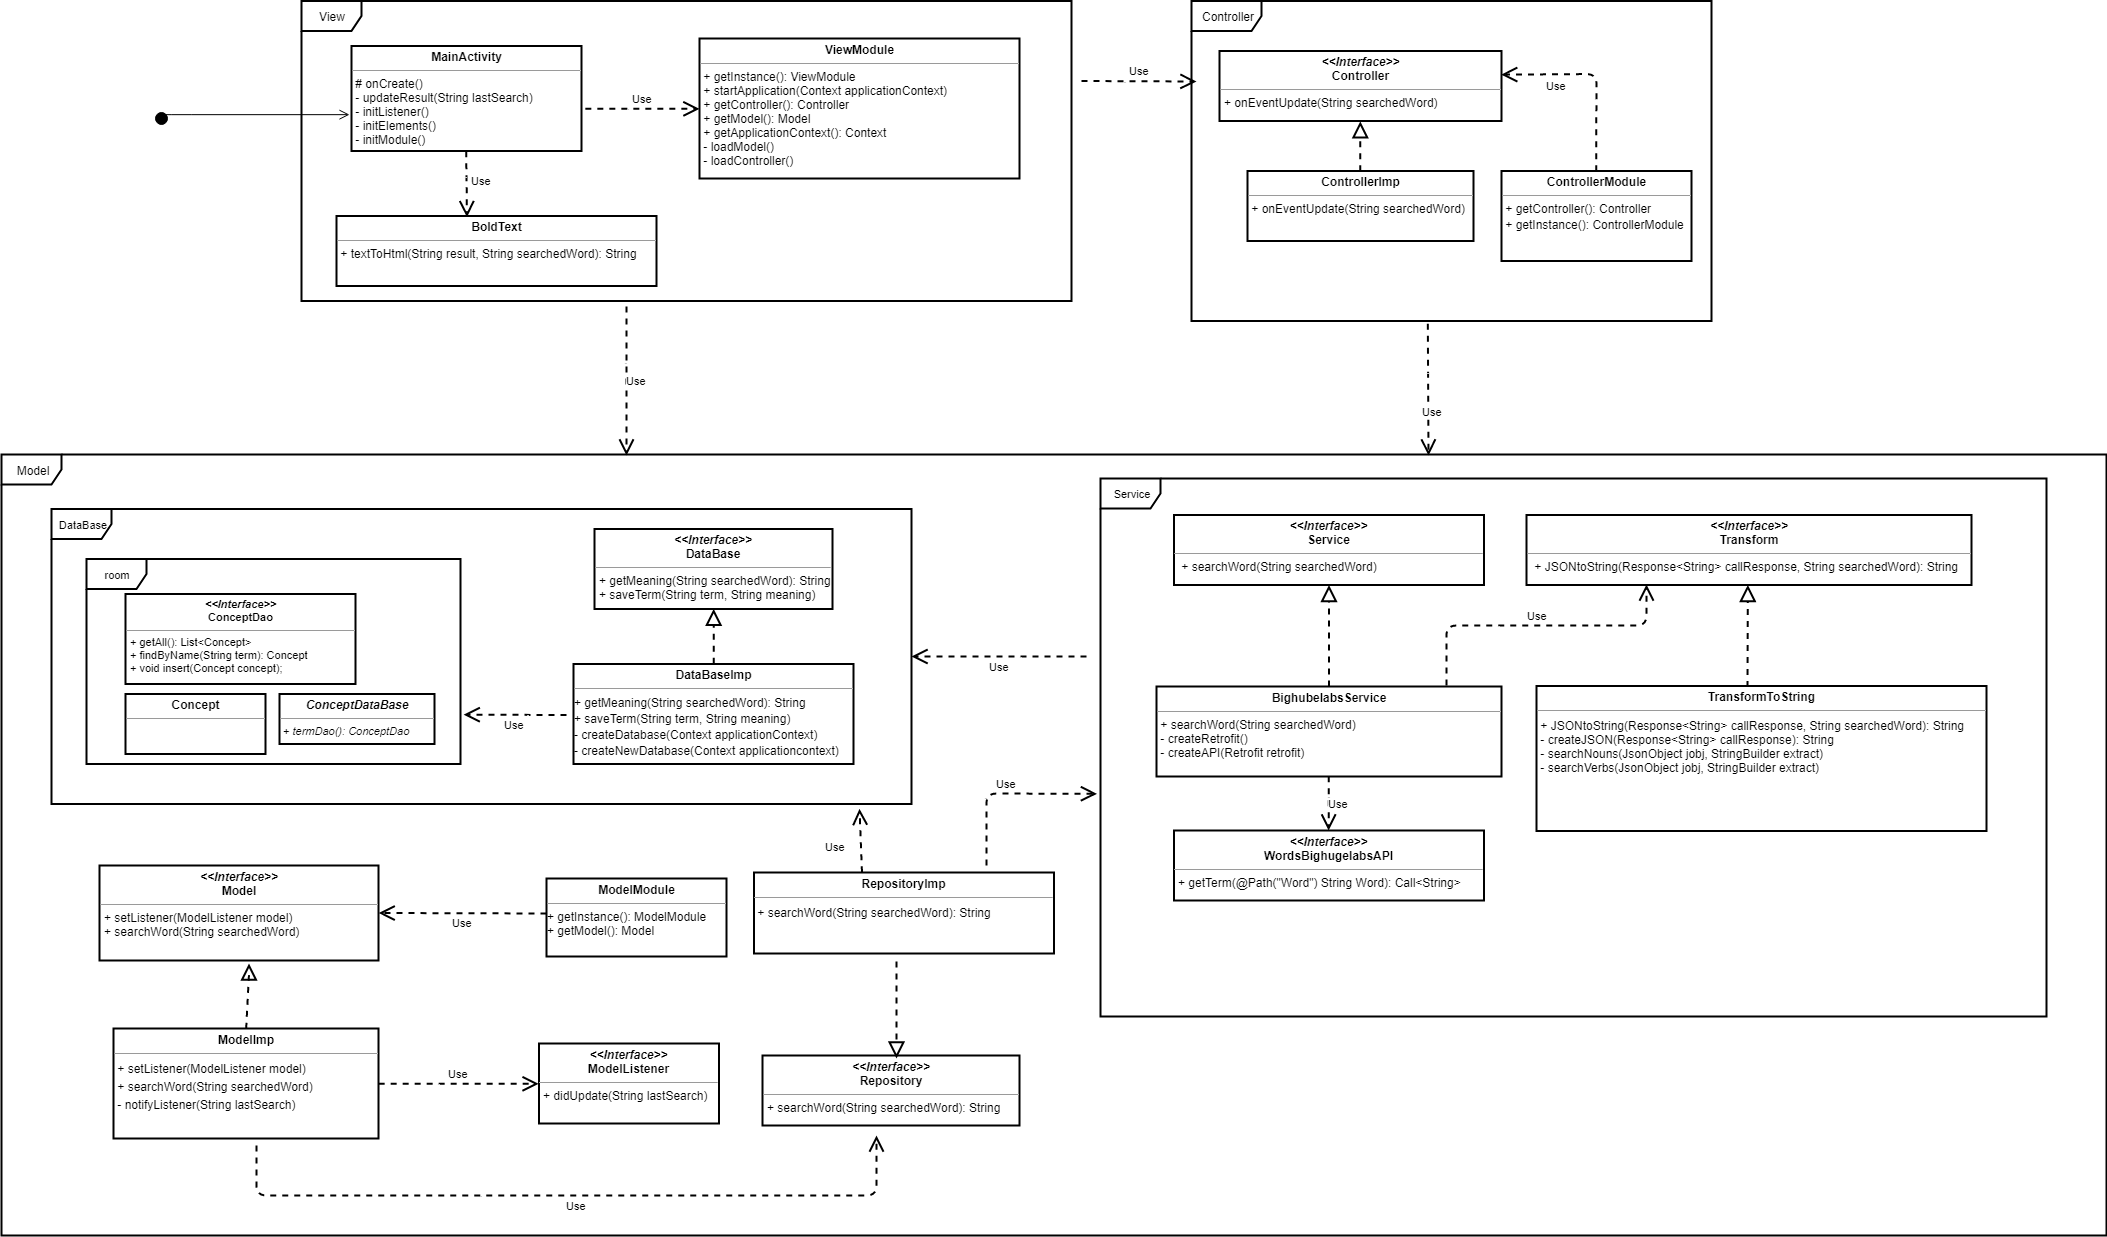 View
MainActivity
# onCreate()
- updateResult(String lastSearch)
- initListener()
- initElements()
- initModule()
Use
ViewModule
+ getInstance(): ViewModule
+ startApplication(Context applicationContext)
+ getController(): Controller
+ getModel(): Model
+ getApplicationContext(): Context
- loadModel()
- loadController()
Use
BoldText
+ textToHtml(String result, String searchedWord): String
Use
Controller
<<Interface>>
Controller
+ onEventUpdate(String searchedWord)
Use
ControllerImp
+ onEventUpdate(String searchedWord)
ControllerModule
+ getController(): Controller
+ getInstance(): ControllerModule
Use
Use
Model
DataBase
room
<<Interface>>
ConceptDao
+ getAll(): List<Concept>
+ findByName(String term): Concept
+ void insert(Concept concept);
Concept
ConceptDataBase
+ termDao(): ConceptDao
<<Interface>>
DataBase
+ getMeaning(String searchedWord): String
+ saveTerm(String term, String meaning)
DataBaseImp
+ getMeaning(String searchedWord): String
+ saveTerm(String term, String meaning)
- createDatabase(Context applicationContext)
- createNewDatabase(Context applicationcontext)
Use
Use
Service
<<Interface>>
Service
+ searchWord(String searchedWord)
<<Interface>>
Transform
+ JSONtoString(Response<String> callResponse, String searchedWord): String
Use
BighubelabsService
+ searchWord(String searchedWord)
- createRetrofit()
- createAPI(Retrofit retrofit)
TransformToString
+ JSONtoString(Response<String> callResponse, String searchedWord): String
- createJSON(Response<String> callResponse): String
- searchNouns(JsonObject jobj, StringBuilder extract)
- searchVerbs(JsonObject jobj, StringBuilder extract)
Use
<<Interface>>
WordsBighugelabsAPI
+ getTerm(@Path("Word") String Word): Call<String>
Use
Use
<<Interface>>
Model
+ setListener(ModelListener model)
+ searchWord(String searchedWord)
Use
ModelModule
+ getInstance(): ModelModule
+ getModel(): Model
RepositoryImp
+ searchWord(String searchedWord): String
ModelImp
+ setListener(ModelListener model)
+ searchWord(String searchedWord)
- notifyListener(String lastSearch)
Use
<<Interface>>
ModelListener
+ didUpdate(String lastSearch)
<<Interface>>
Repository
+ searchWord(String searchedWord): String
Use